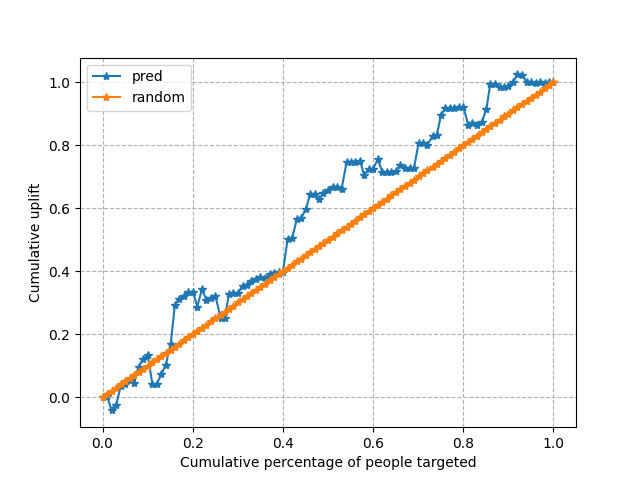 pred
random
Cumulative uplift
1.0
0.8
0.6
0.4
0.2
0.0
0.0 0.2 0.4 0.6 0.8 1.0
Cumulative percentage of people targeted